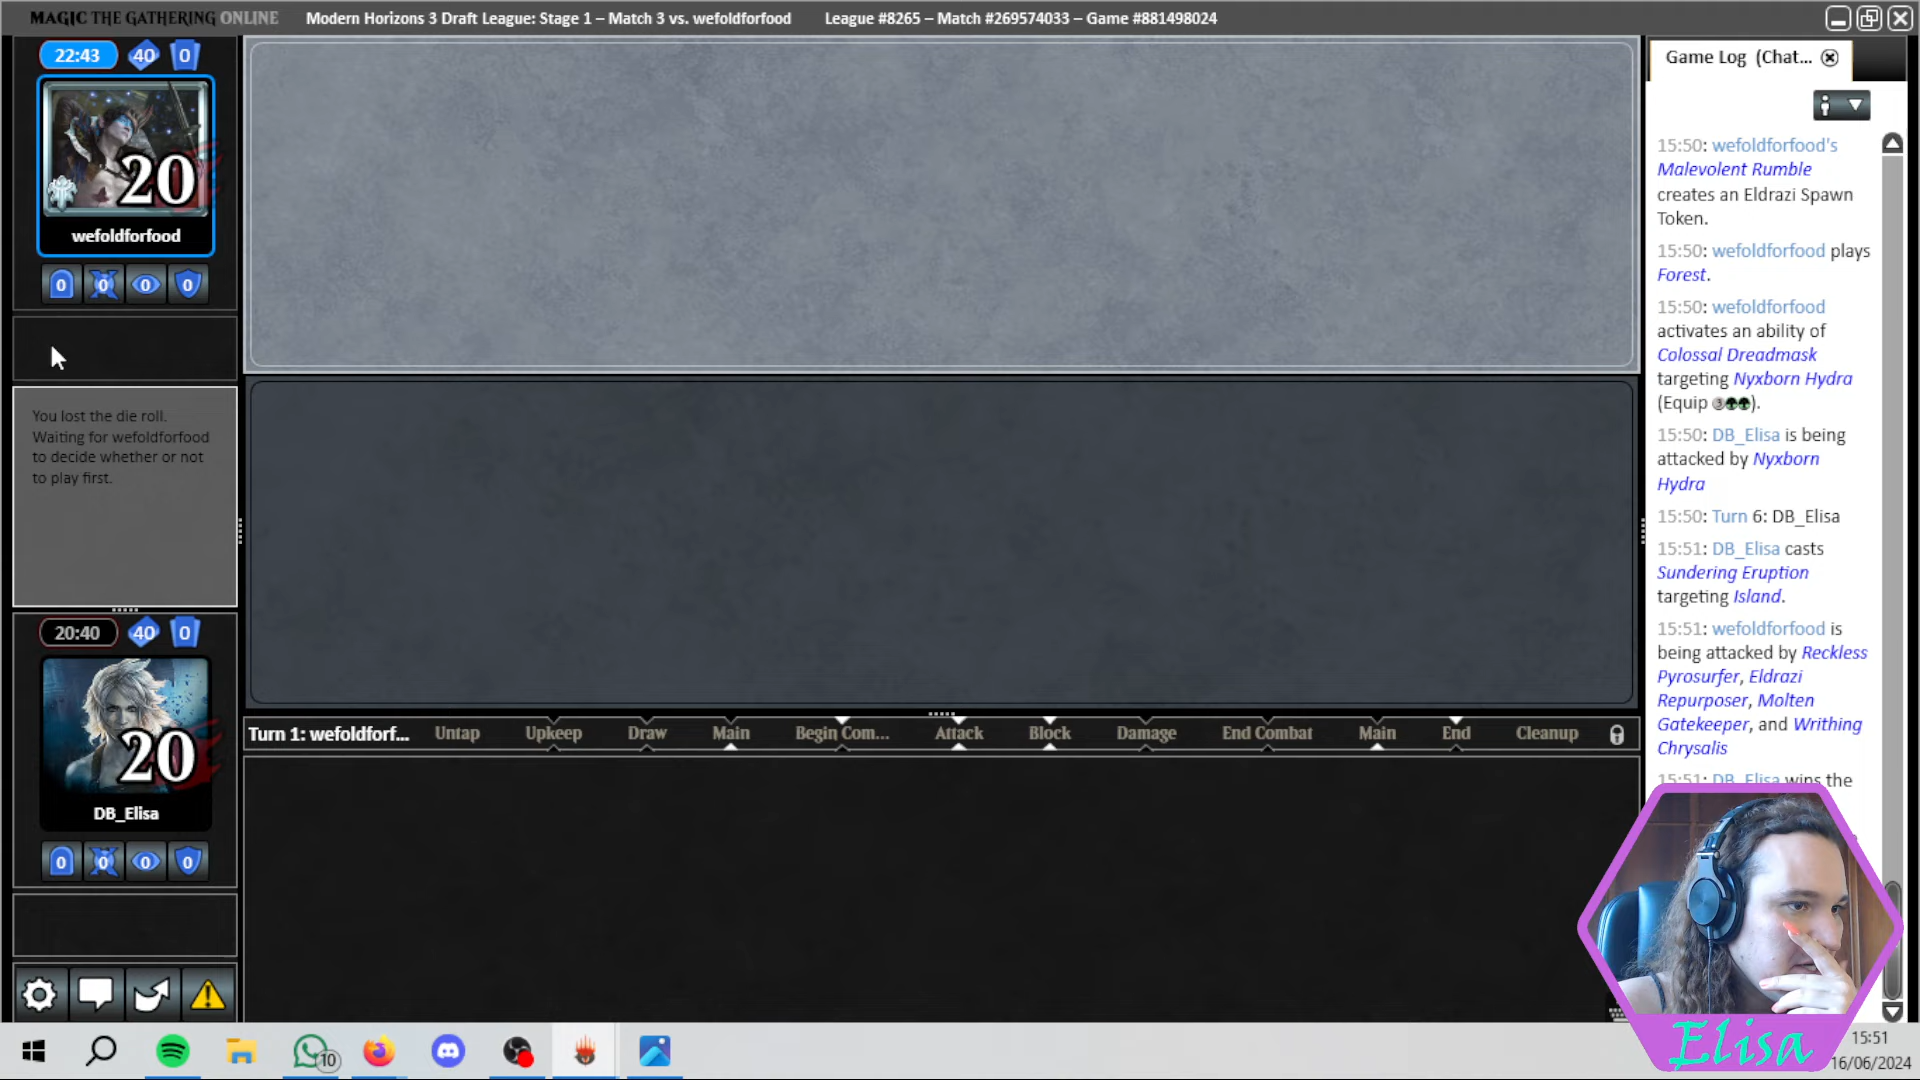 MAGIC THE GATHERING ONLINE
Modern Horizons 3 Draft League: Stage 1 – Match 3 vs. wefoldforfood
League #8265 – Match #269574033 – Game #881498024
22:43
40
0
20
wefoldforfood
0
0
0
0
You lost the die roll.
Waiting for wefoldforfood
to decide whether or not
to play first.
20:40
40
0
20
DB_Elisa
0
0
0
0
Turn 1: wefoldforf...
Untap
Upkeep
Draw
Main
Begin Com...
Attack
Block
Damage
End Combat
Main
End
Cleanup
Game Log (Chat...
15:50: wefoldforfood's
Malevolent Rumble
creates an Eldrazi Spawn
Token.
15:50: wefoldforfood plays
Forest.
15:50: wefoldforfood
activates an ability of
Colossal Dreadmask
targeting Nyxborn Hydra
(Equip 3).
15:50: DB_Elisa is being
attacked by Nyxborn
Hydra
15:50: Turn 6: DB_Elisa
15:51: DB_Elisa casts
Sundering Eruption
targeting Island.
15:51: wefoldforfood is
being attacked by Reckless
Pyrosurfer, Eldrazi
Repurposer, Molten
Gatekeeper, and Writhing
Chrysalis
15:51: DB_Elisa wins the
Elisa
10
15:51
16/06/2024